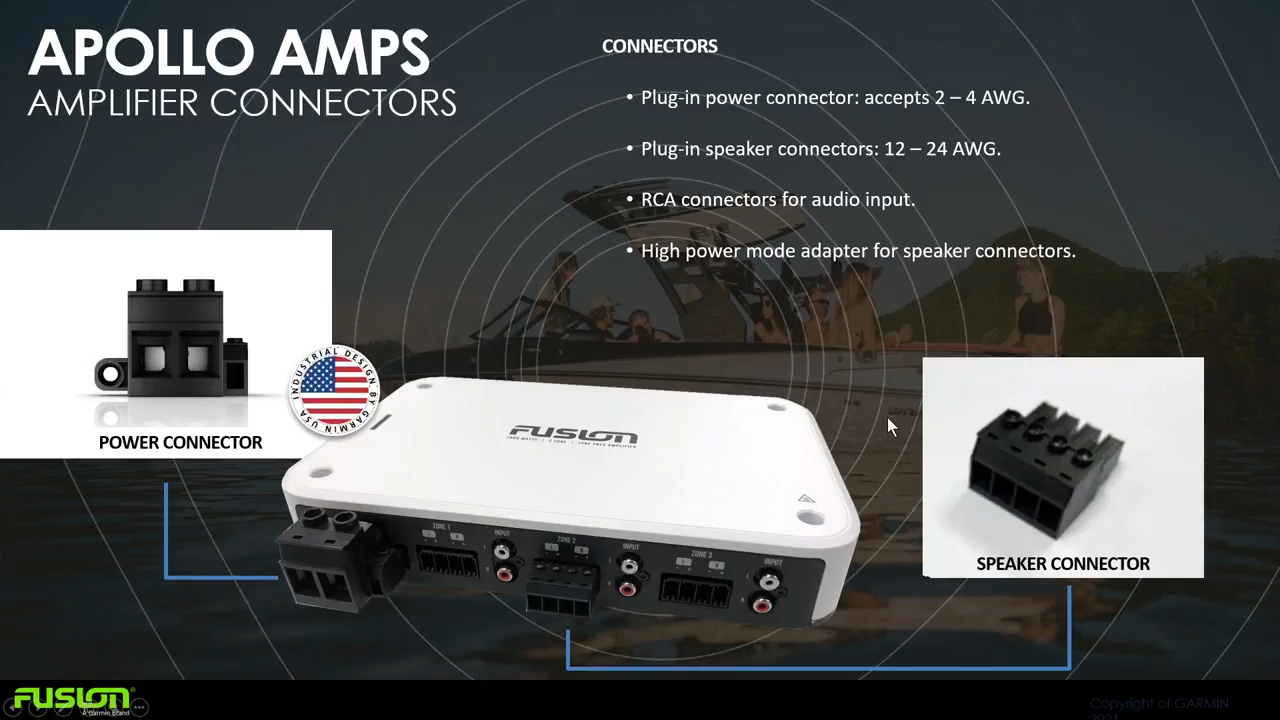 APOLLO AMPS
AMPLIFIER CONNECTORS
CONNECTORS
• Plug-in power connector: accepts 2 – 4 AWG.
• Plug-in speaker connectors: 12 – 24 AWG.
• RCA connectors for audio input.
• High power mode adapter for speaker connectors.
POWER CONNECTOR
INDUSTRIAL DESIGN BY GARMIN USA
FUSION
ZONE 1
L R
INPUT
ZONE 2
L R
INPUT
ZONE 3
L R
INPUT
SPEAKER CONNECTOR
FUSION®
A Garmin Brand
Copyright of GARMIN
2021